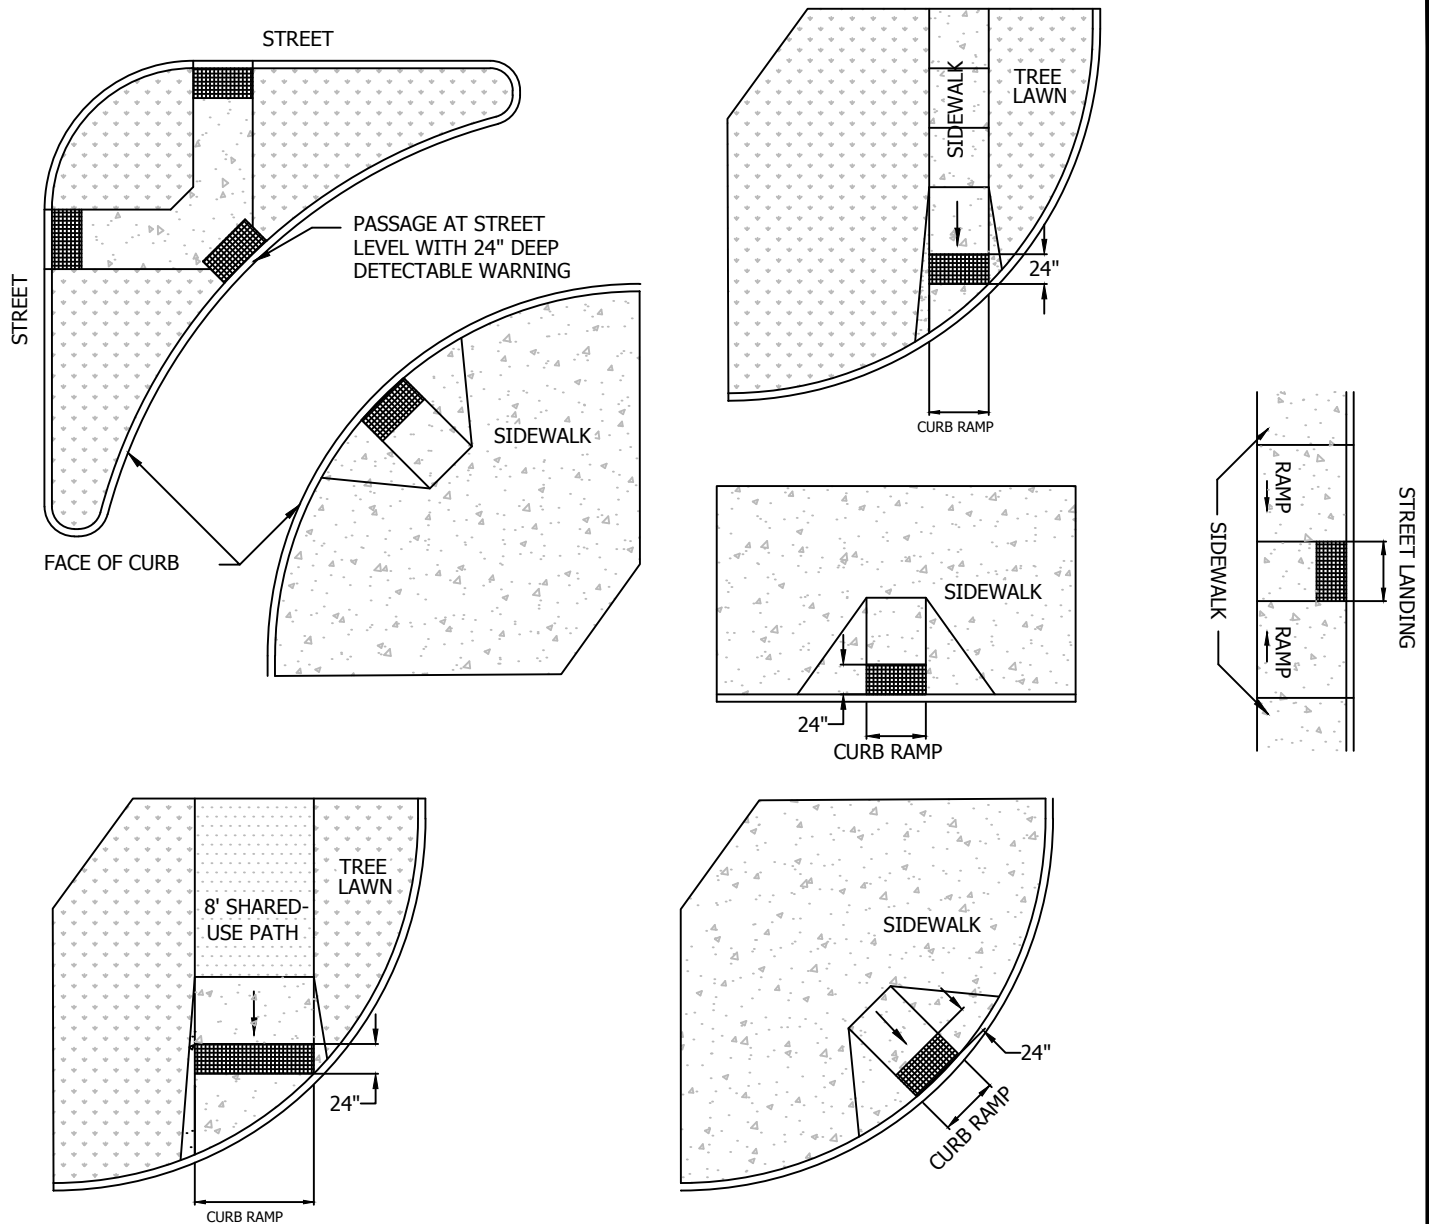 STREET
STREET
PASSAGE AT STREET
LEVEL WITH 24" DEEP
DETECTABLE WARNING
FACE OF CURB
SIDEWALK
SIDEWALK
TREE
LAWN
24"
CURB RAMP
SIDEWALK
24"
CURB RAMP
SIDEWALK
RAMP
RAMP
STREET LANDING
8' SHARED-
USE PATH
TREE
LAWN
24"
CURB RAMP
SIDEWALK
24"
CURB RAMP